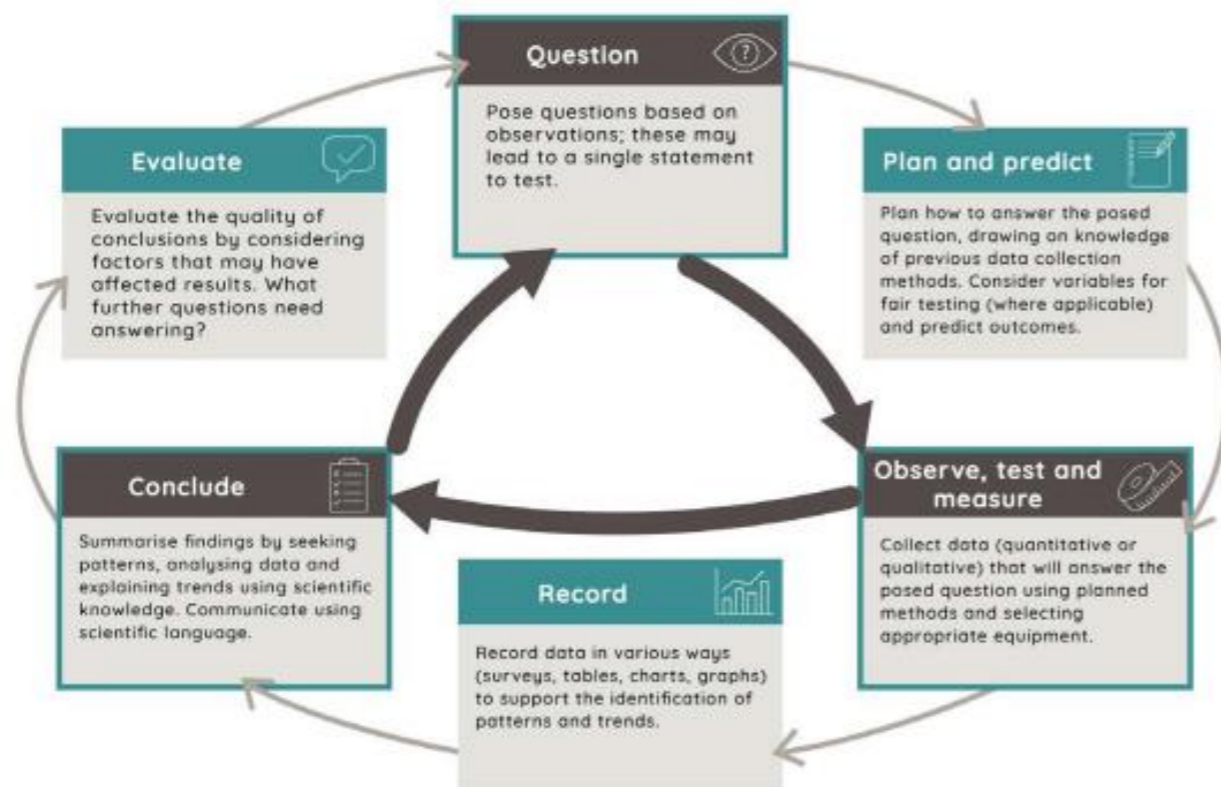 Question
?
Pose questions based on
observations; these may
lead to a single statement
to test.
Plan and predict
Plan how to answer the posed
question, drawing on knowledge
of previous data collection
methods. Consider variables for
fair testing (where applicable)
and predict outcomes.
Observe, test and
measure
Collect data (quantitative or
qualitative) that will answer the
posed question using planned
methods and selecting
appropriate equipment.
Record
Record data in various ways
(surveys, tables, charts, graphs)
to support the identification of
patterns and trends.
Conclude
Summarise findings by seeking
patterns, analysing data and
explaining trends using scientific
knowledge. Communicate using
scientific language.
Evaluate
Evaluate the quality of
conclusions by considering
factors that may have
affected results. What
further questions need
answering?